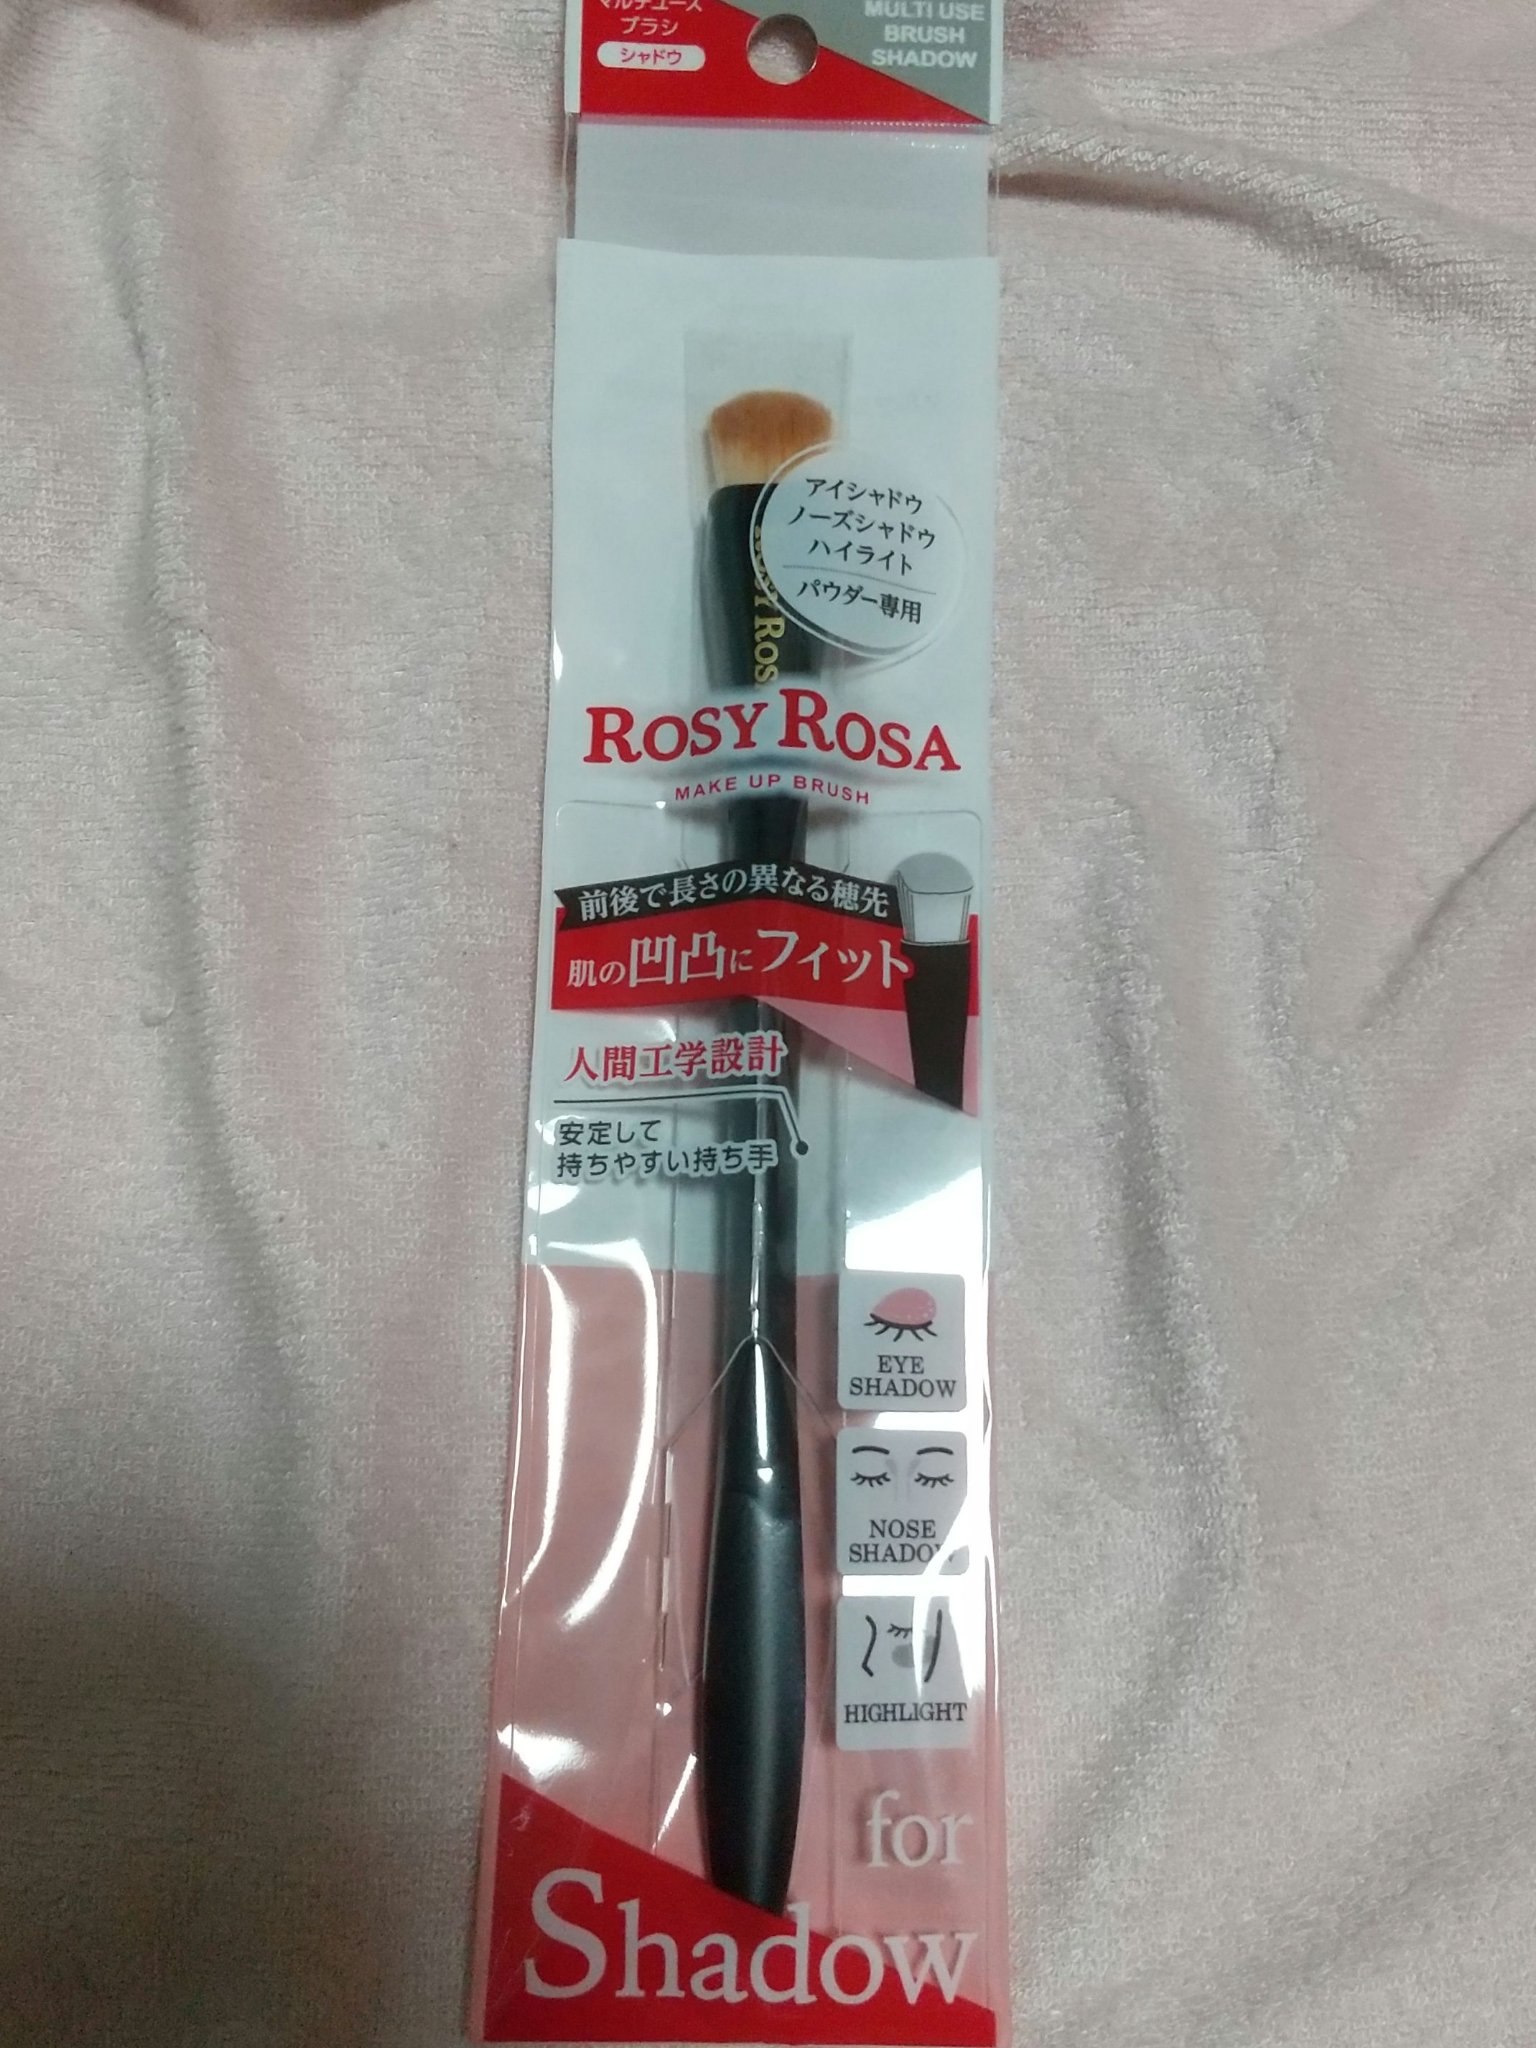 マルチユース
ブラシ
シャドウ
MULTI USE
BRUSH
SHADOW
アイシャドウ
ノーズシャドウ
ハイライト
パウダー専用
ROSY ROSA
MAKE UP BRUSH
前後で長さの異なる穂先
肌の凹凸にフィット
人間工学設計
安定して
持ちやすい持ち手
EYE
SHADOW
NOSE
SHADOW
HIGHLIGHT
for
Shadow